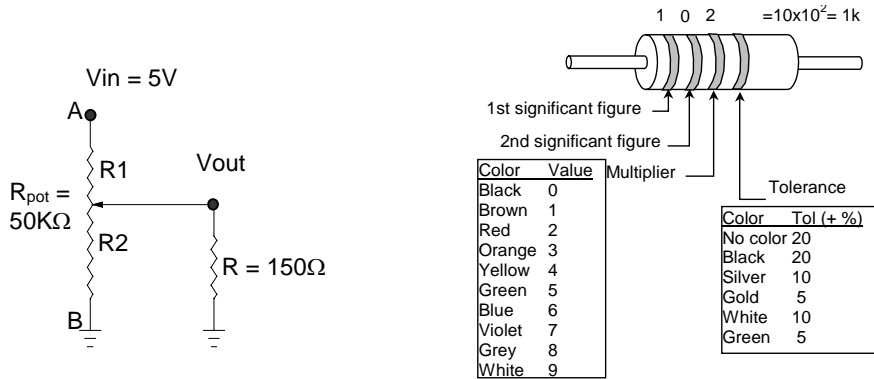 Vin = 5V
A
R1
Vout
Rpot =
50KΩ
R2
R = 150Ω
B
1 0 2 =10x10²= 1k
1st significant figure
2nd significant figure
Multiplier
Tolerance
Color Value
Black 0
Brown 1
Red 2
Orange 3
Yellow 4
Green 5
Blue 6
Violet 7
Grey 8
White 9
Color Tol (+ %)
No color 20
Black 20
Silver 10
Gold 5
White 10
Green 5